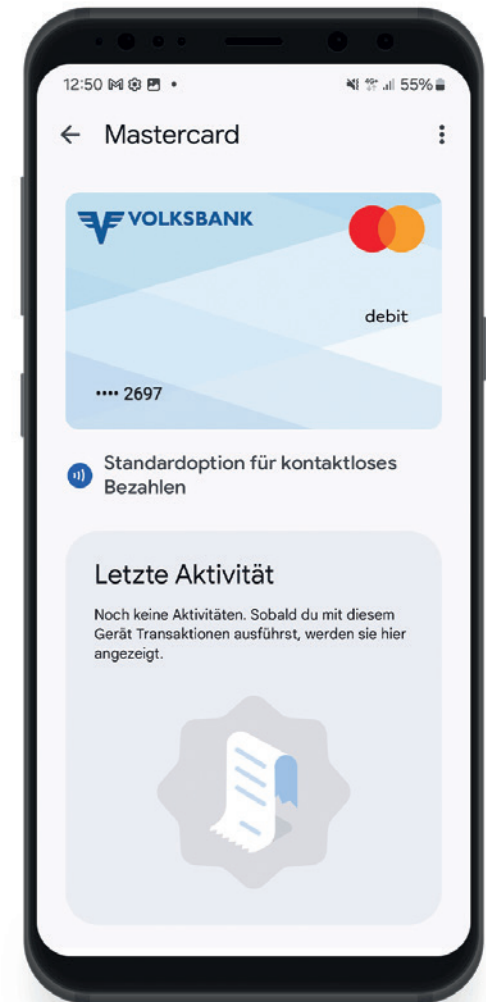 12:50
55%
Mastercard
VOLKSBANK
debit
•••• 2697
Standardoption für kontaktloses
Bezahlen
Letzte Aktivität
Noch keine Aktivitäten. Sobald du mit diesem
Gerät Transaktionen ausführst, werden sie hier
angezeigt.